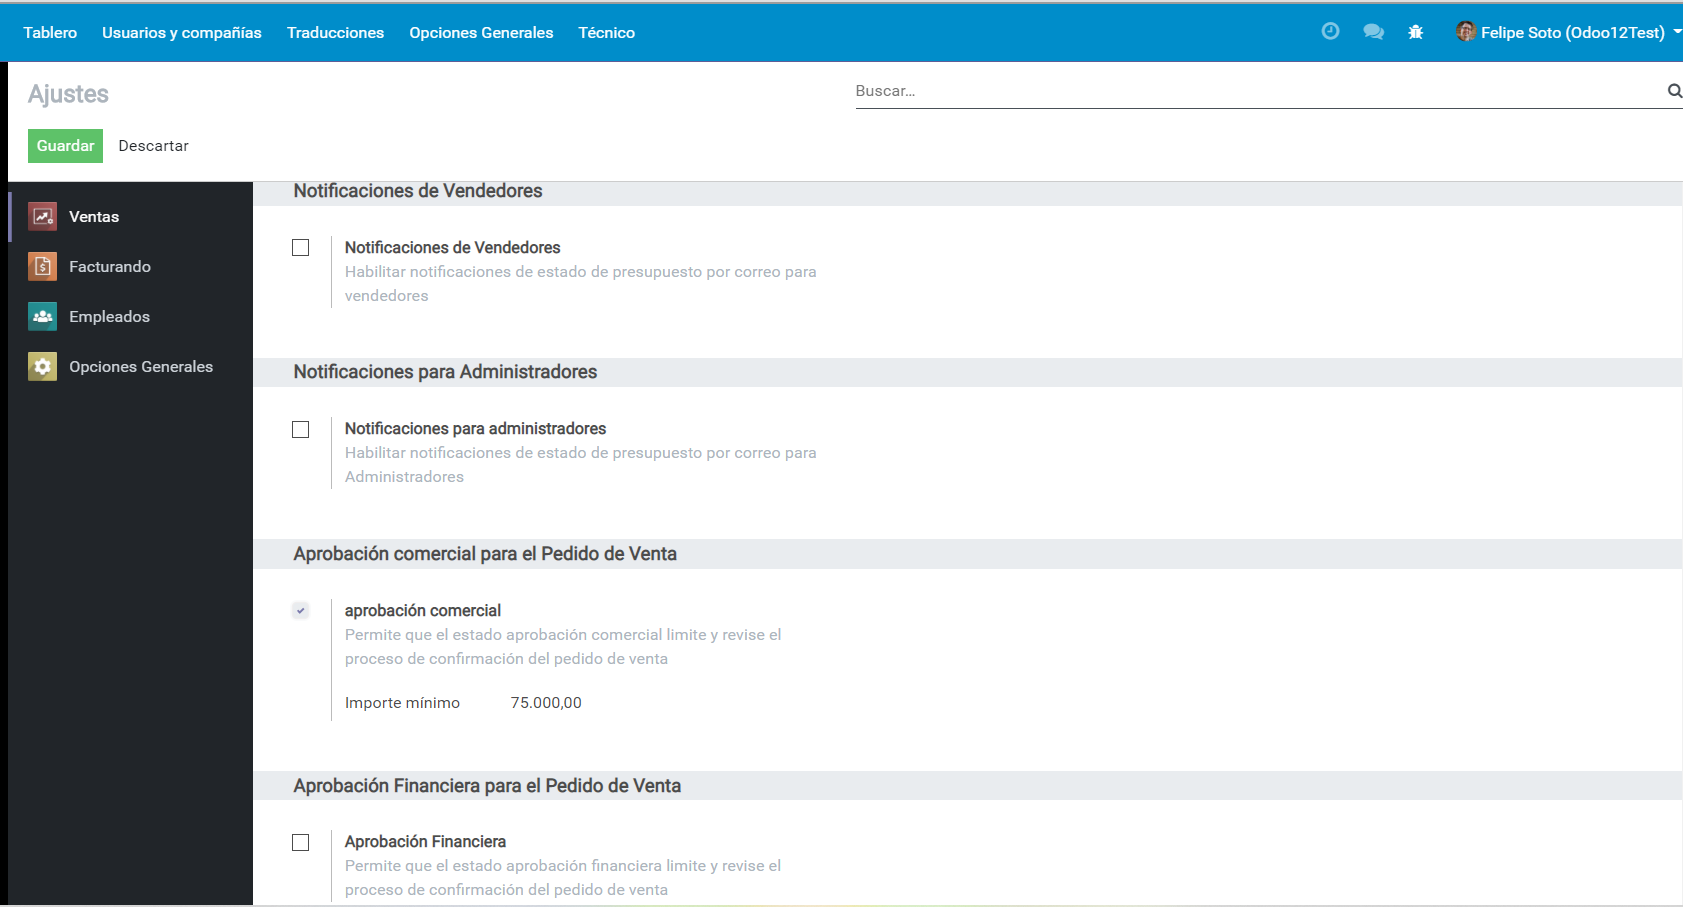 Tablero Usuarios y compañías Traducciones Opciones Generales Técnico Felipe Soto (Odoo12Test)
Ajustes
Buscar...
Guardar Descartar
Ventas
Facturando
Empleados
Opciones Generales
Notificaciones de Vendedores
Notificaciones de Vendedores
Habilitar notificaciones de estado de presupuesto por correo para
vendedores
Notificaciones para Administradores
Notificaciones para administradores
Habilitar notificaciones de estado de presupuesto por correo para
Administradores
Aprobación comercial para el Pedido de Venta
aprobación comercial
Permite que el estado aprobación comercial limite y revise el
proceso de confirmación del pedido de venta
Importe mínimo 75.000,00
Aprobación Financiera para el Pedido de Venta
Aprobación Financiera
Permite que el estado aprobación financiera limite y revise el
proceso de confirmación del pedido de venta